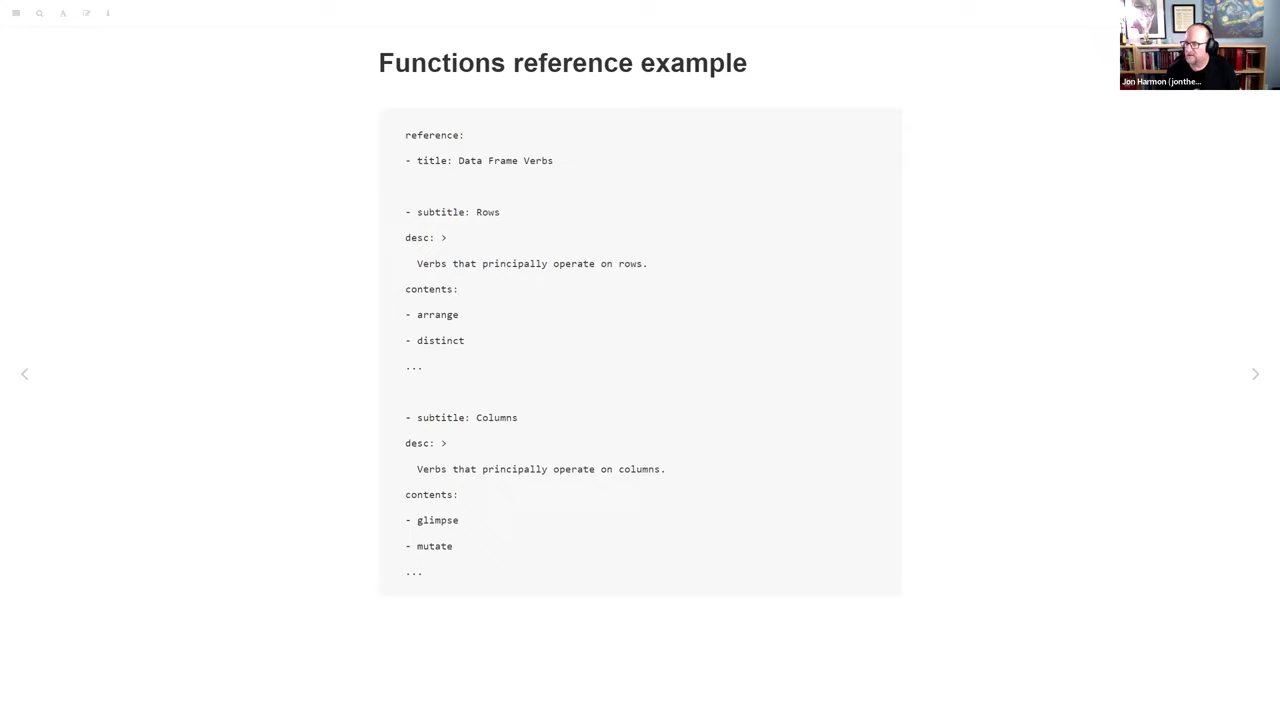 Functions reference example
reference:
- title: Data Frame Verbs
- subtitle: Rows
desc: >
Verbs that principally operate on rows.
contents:
- arrange
- distinct
...
- subtitle: Columns
desc: >
Verbs that principally operate on columns.
contents:
- glimpse
- mutate
...
Jon Harmon (jonthe...